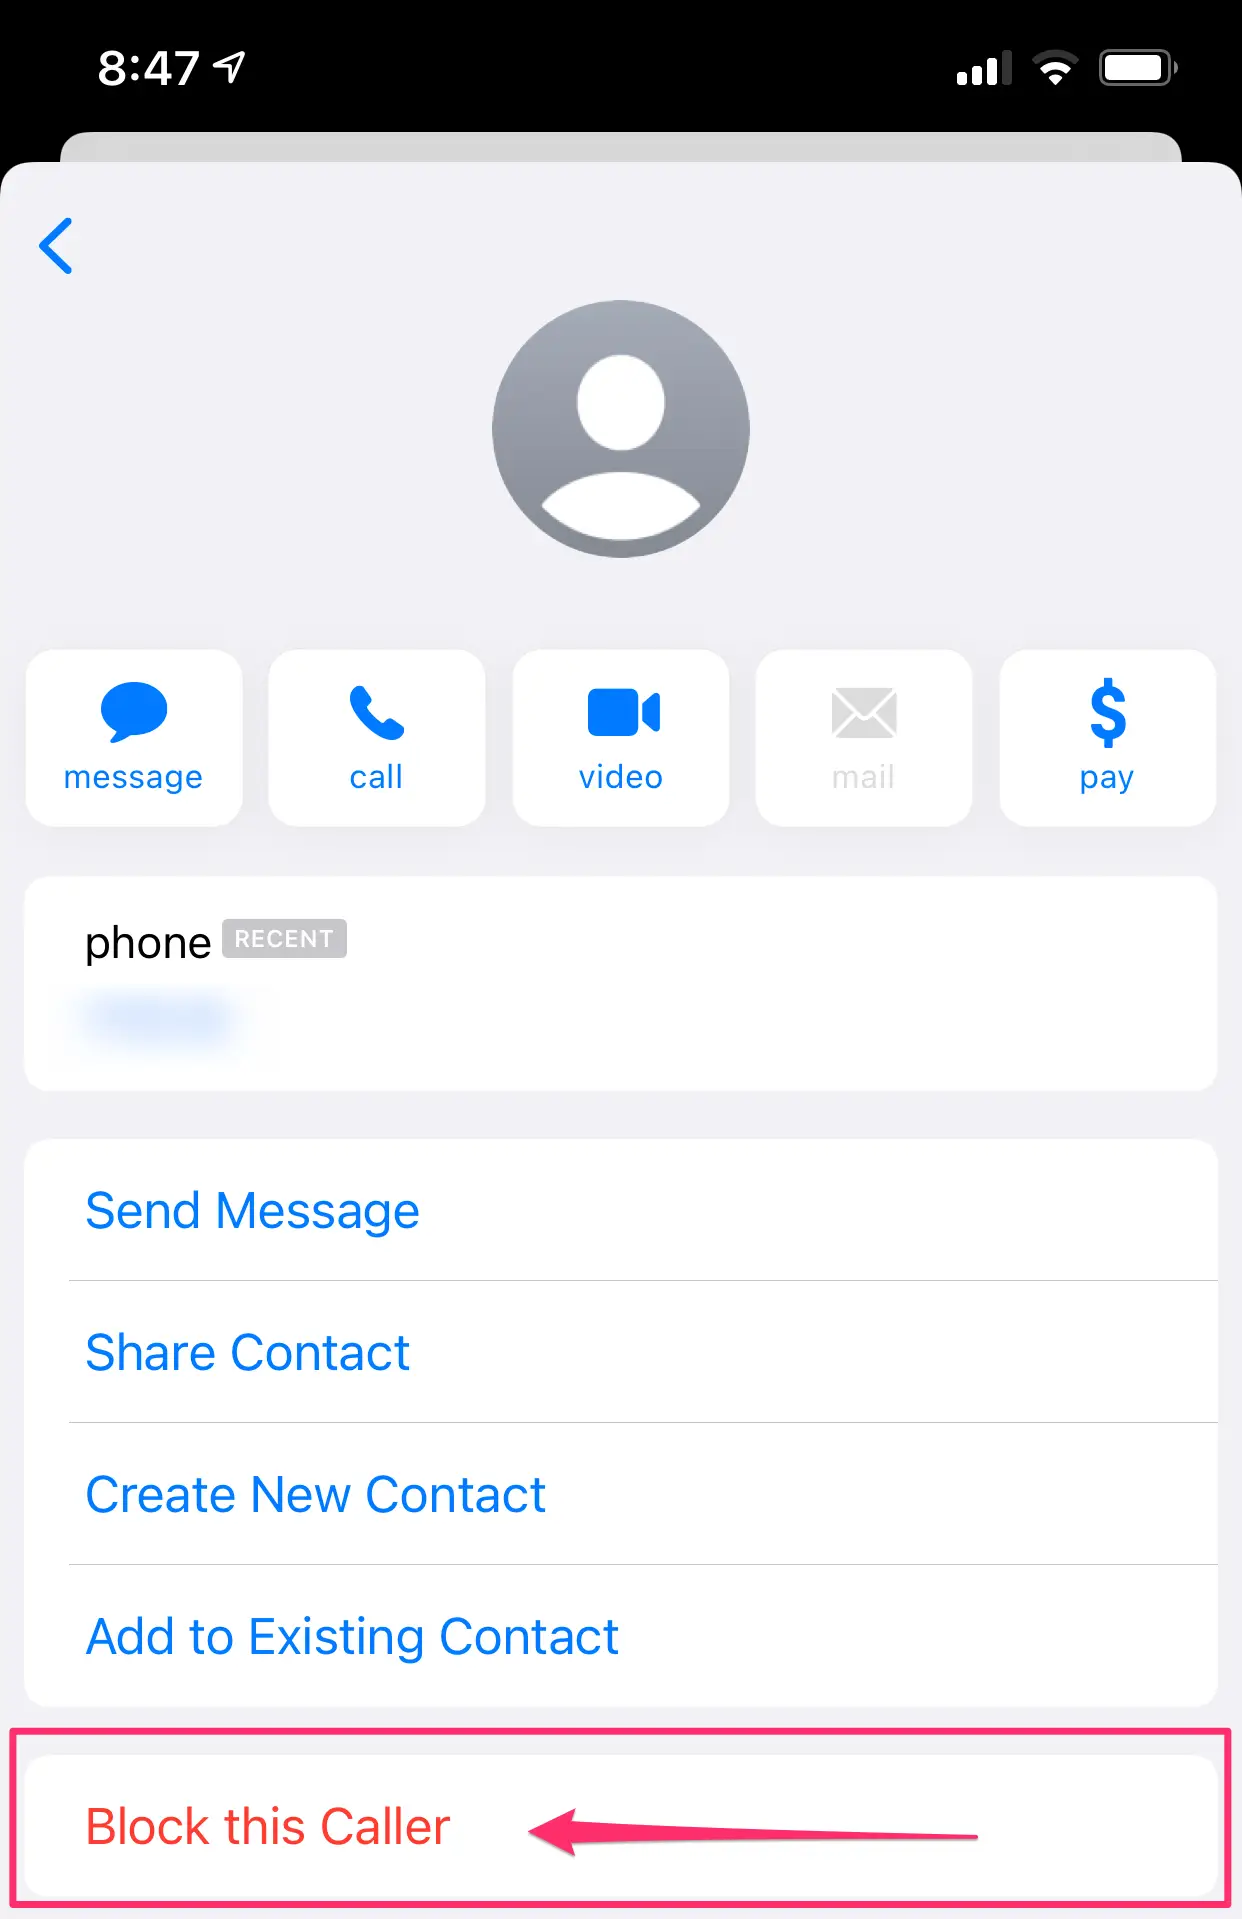 8:47
message call video mail pay
phone RECENT
Send Message
Share Contact
Create New Contact
Add to Existing Contact
Block this Caller